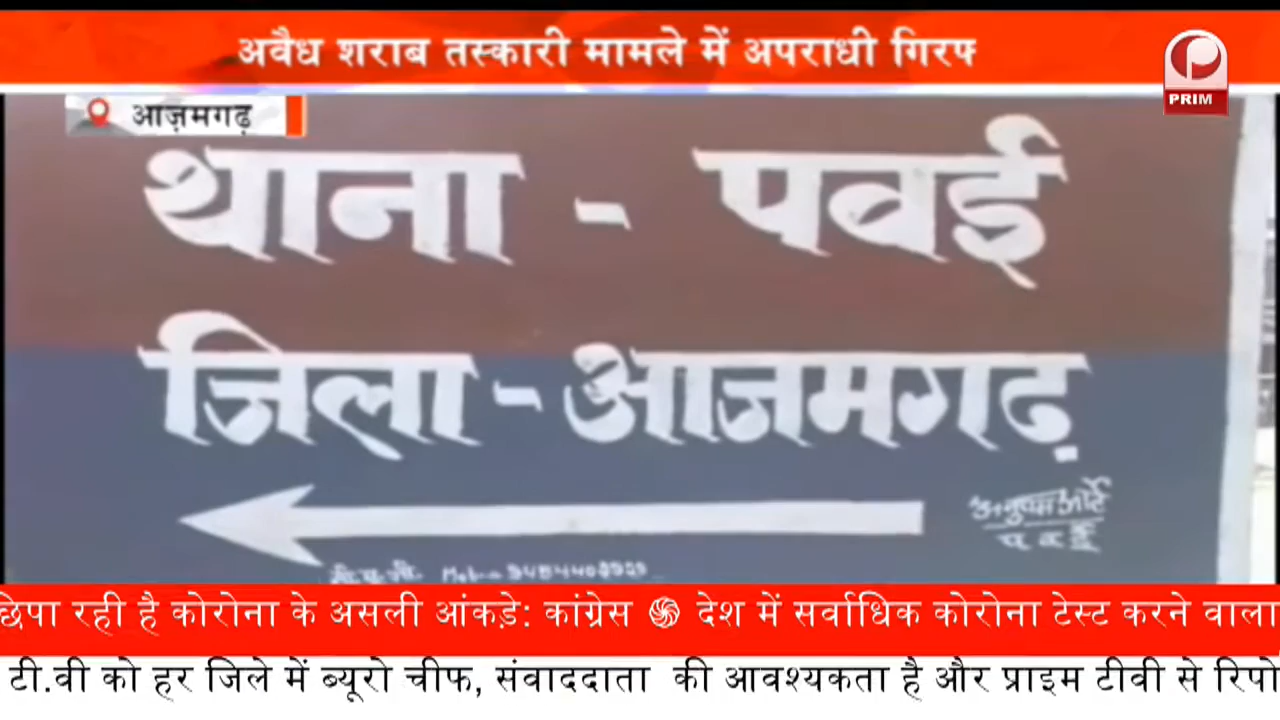 अवैध शराब तस्कारी मामले में अपराधी गिरफ
PRIM
आज़मगढ़
थाना - पवई
जिला - आजमगढ़
अनुपम आर्ट
पवई
छिपा रही है कोरोना के असली आंकड़े: कांग्रेस देश में सर्वाधिक कोरोना टेस्ट करने वाला
टी.वी को हर जिले में ब्यूरो चीफ, संवाददाता की आवश्यकता है और प्राइम टीवी से रिपो